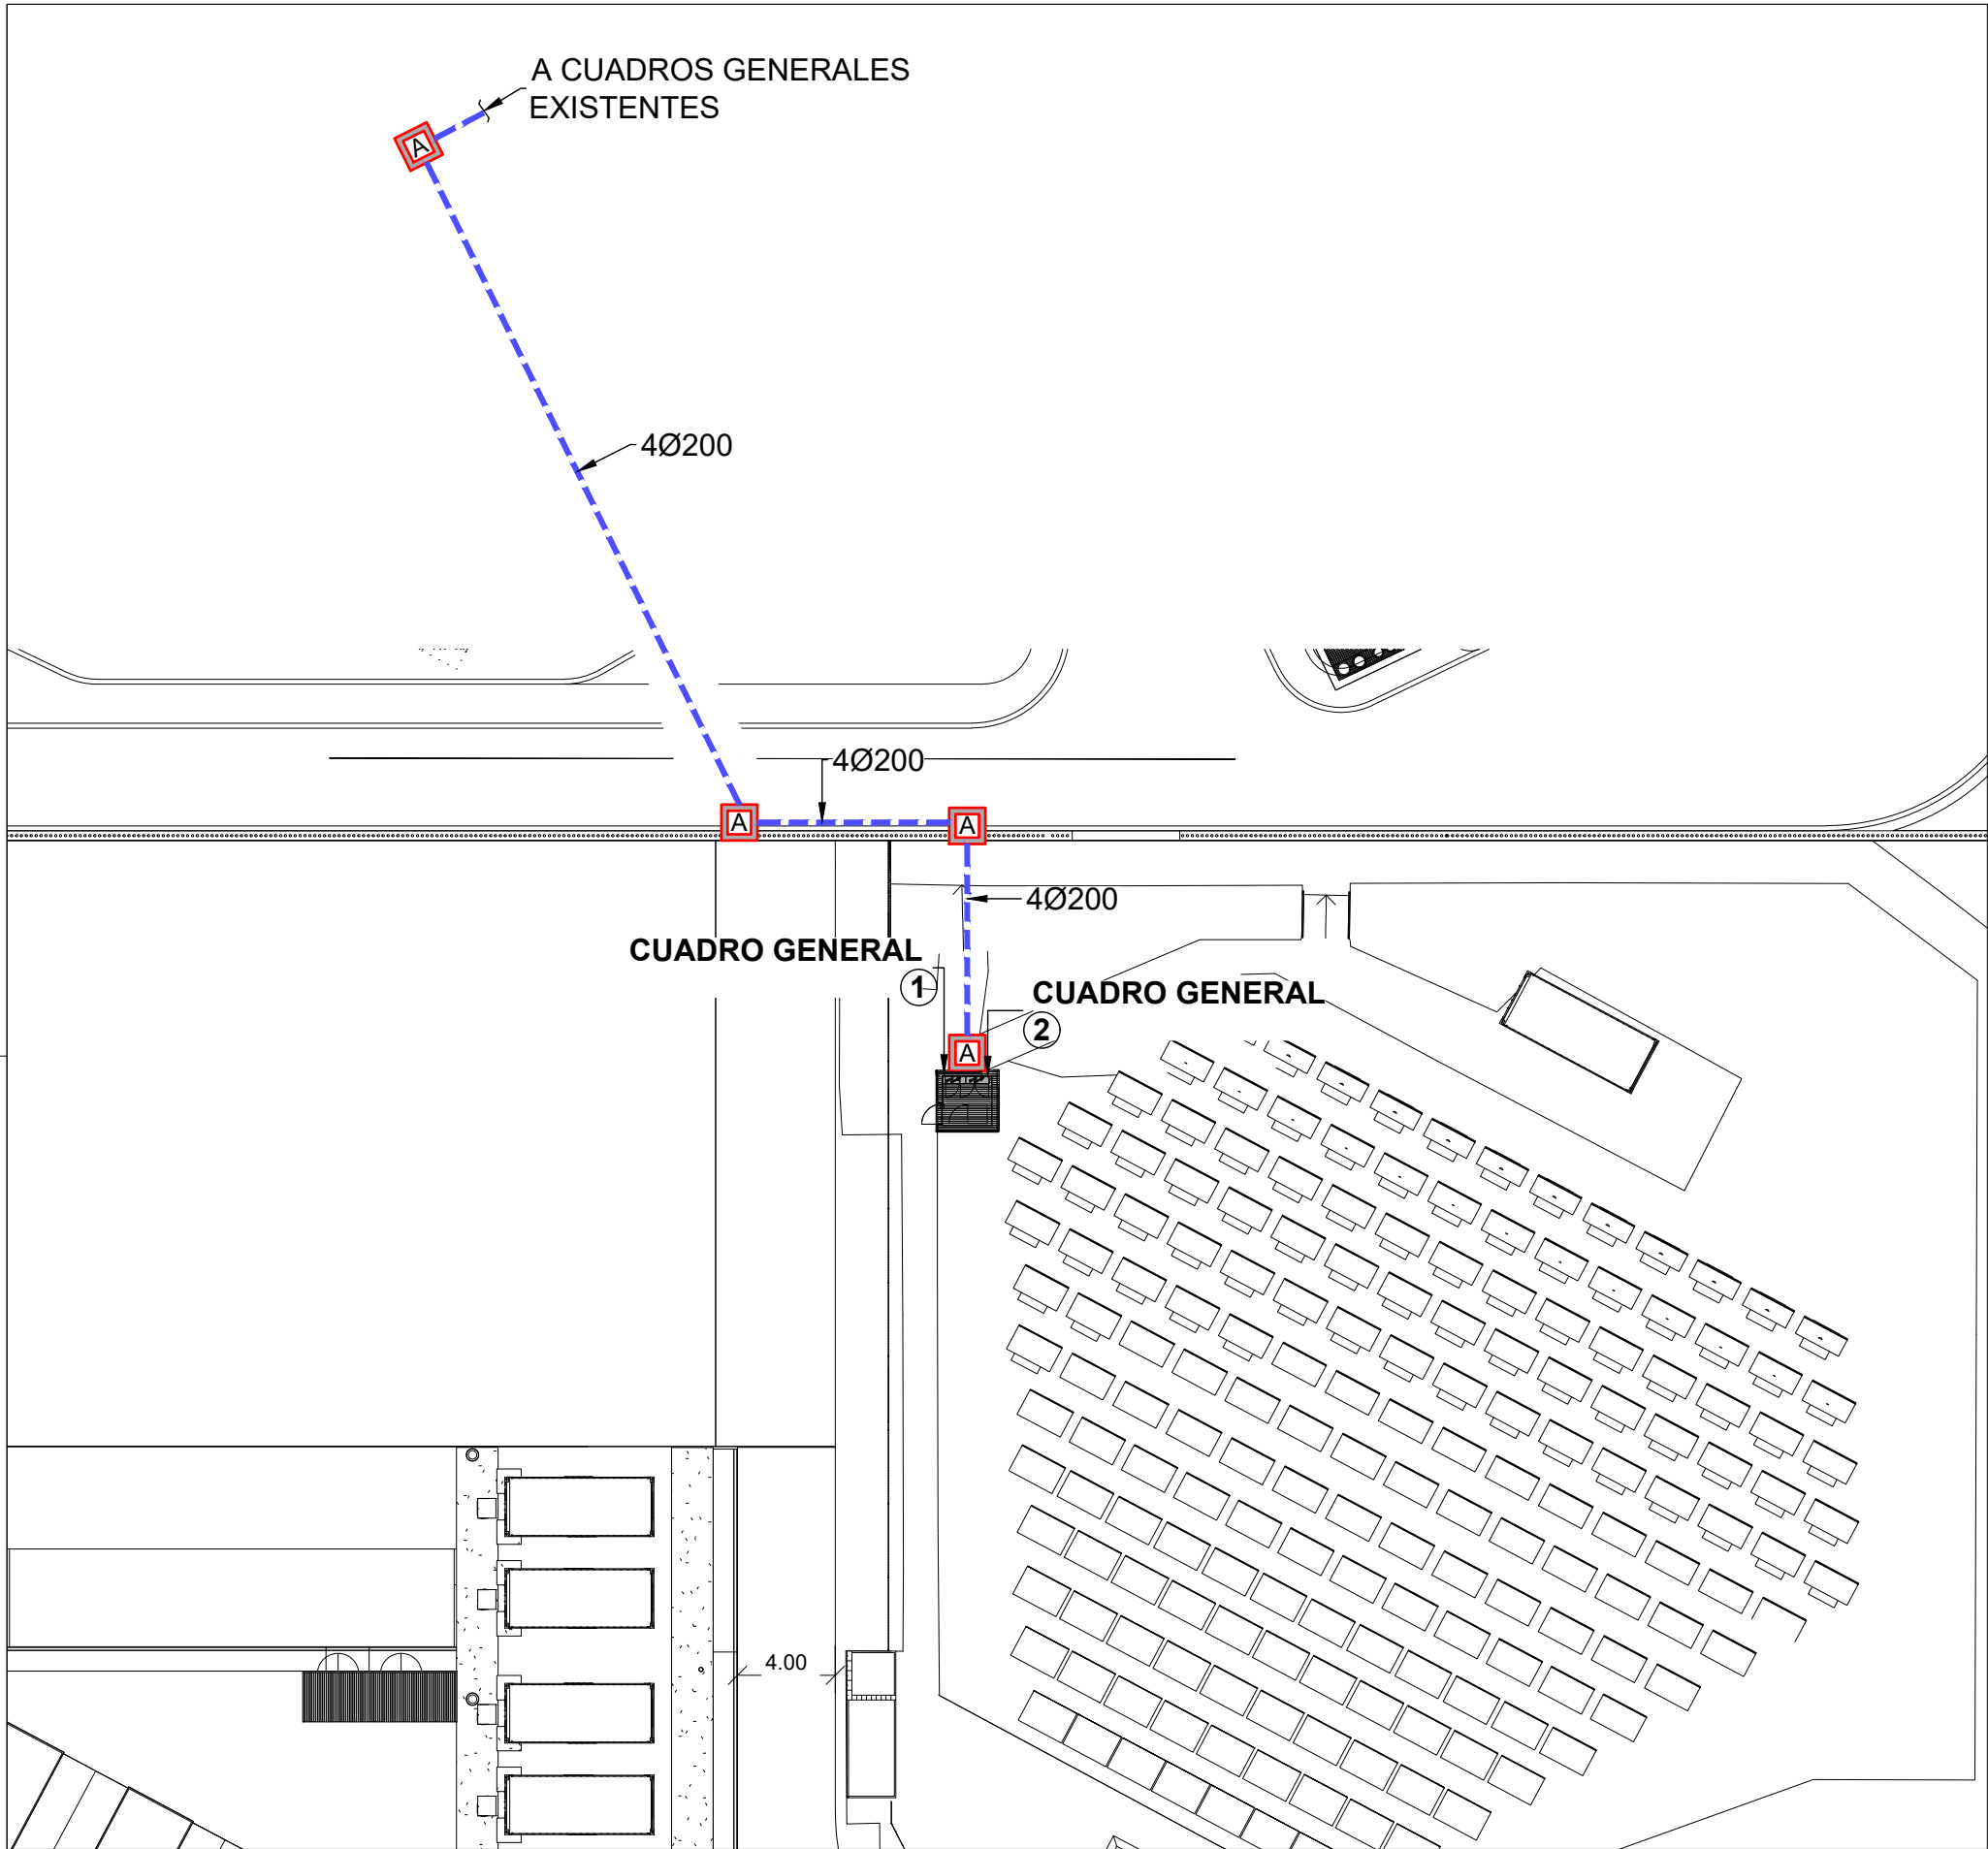 A CUADROS GENERALES
EXISTENTES
A
4Ø200
4Ø200
A
A
4Ø200
CUADRO GENERAL
1
CUADRO GENERAL
2
A
4.00